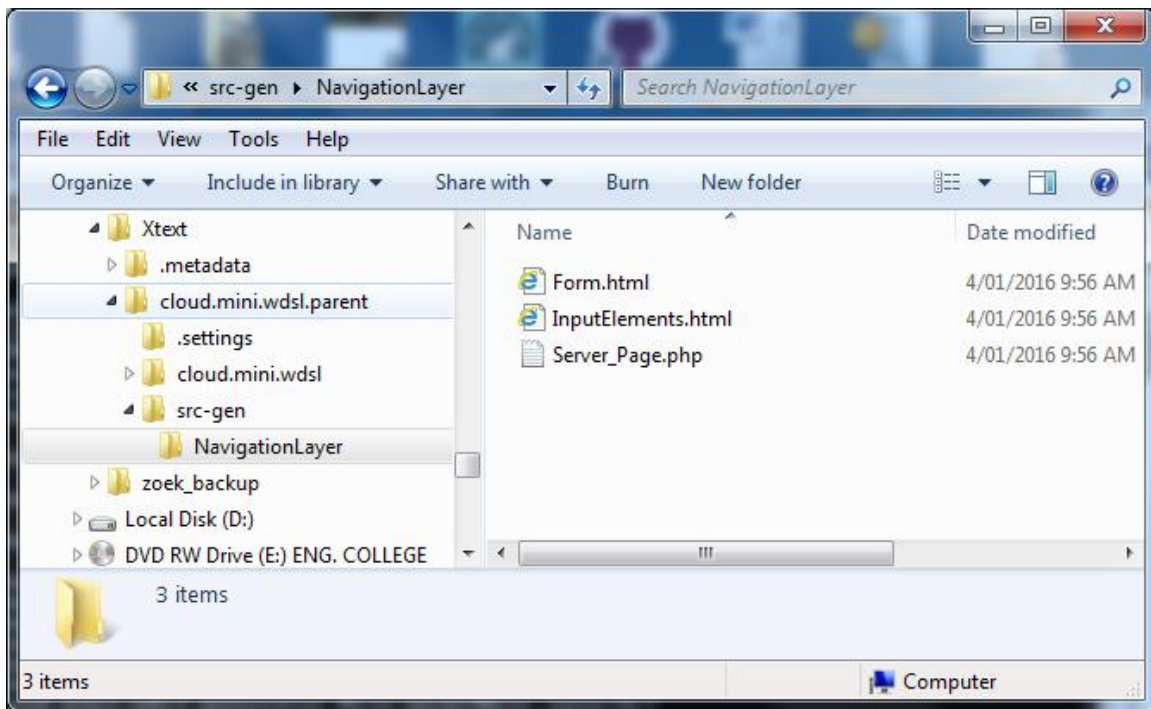 « src-gen ▸ NavigationLayer
Search NavigationLayer
File Edit View Tools Help
Organize Include in library Share with Burn New folder
Xtext
.metadata
cloud.mini.wdsl.parent
.settings
cloud.mini.wdsl
src-gen
NavigationLayer
zoek_backup
Local Disk (D:)
DVD RW Drive (E:) ENG. COLLEGE
Name Date modified
Form.html 4/01/2016 9:56 AM
InputElements.html 4/01/2016 9:56 AM
Server_Page.php 4/01/2016 9:56 AM
3 items
3 items Computer